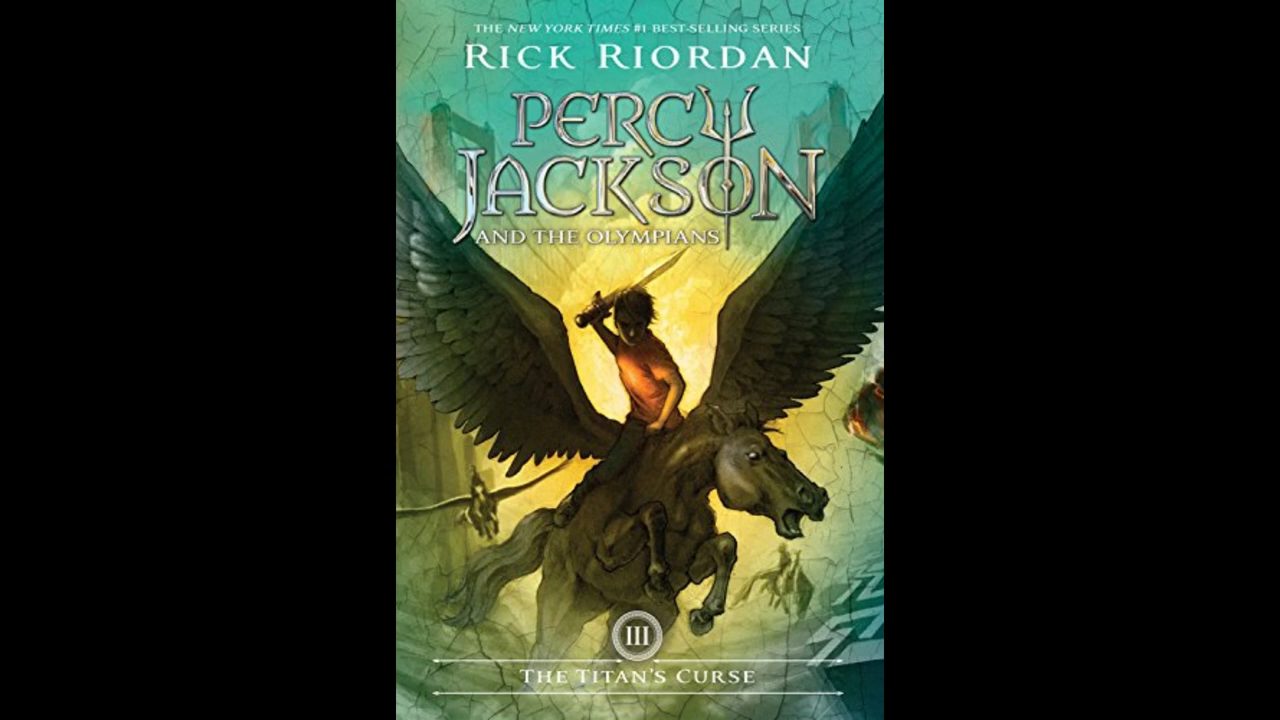 THE NEW YORK TIMES #1 BEST-SELLING SERIES
RICK RIORDAN
PERCY
JACKSON
AND THE OLYMPIANS
III
THE TITAN'S CURSE